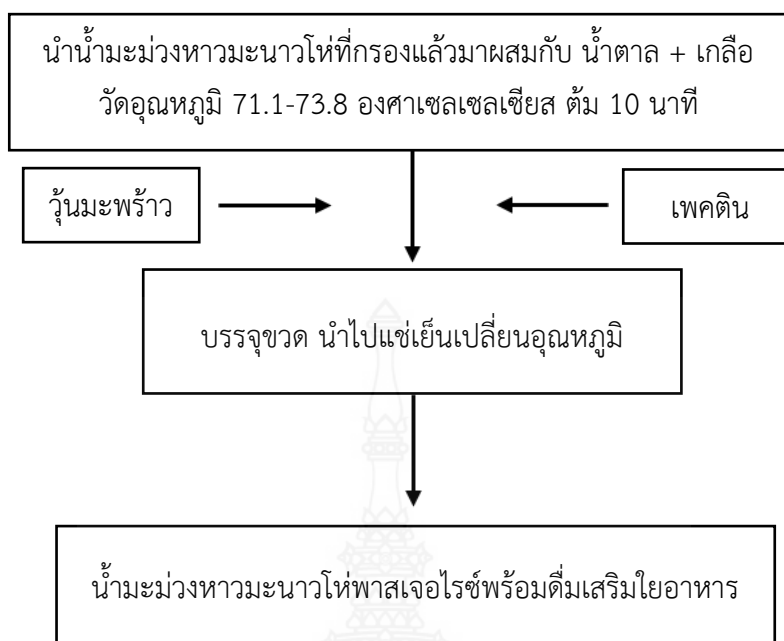 นำน้ำมะม่วงหาวมะนาวโห่ที่กรองแล้วมาผสมกับ น้ำตาล + เกลือ
วัดอุณหภูมิ 71.1-73.8 องศาเซลเซลเซียส ต้ม 10 นาที
วุ้นมะพร้าว
เพคติน
บรรจุขวด นำไปแช่เย็นเปลี่ยนอุณหภูมิ
น้ำมะม่วงหาวมะนาวโห่พาสเจอไรซ์พร้อมดื่มเสริมใยอาหาร